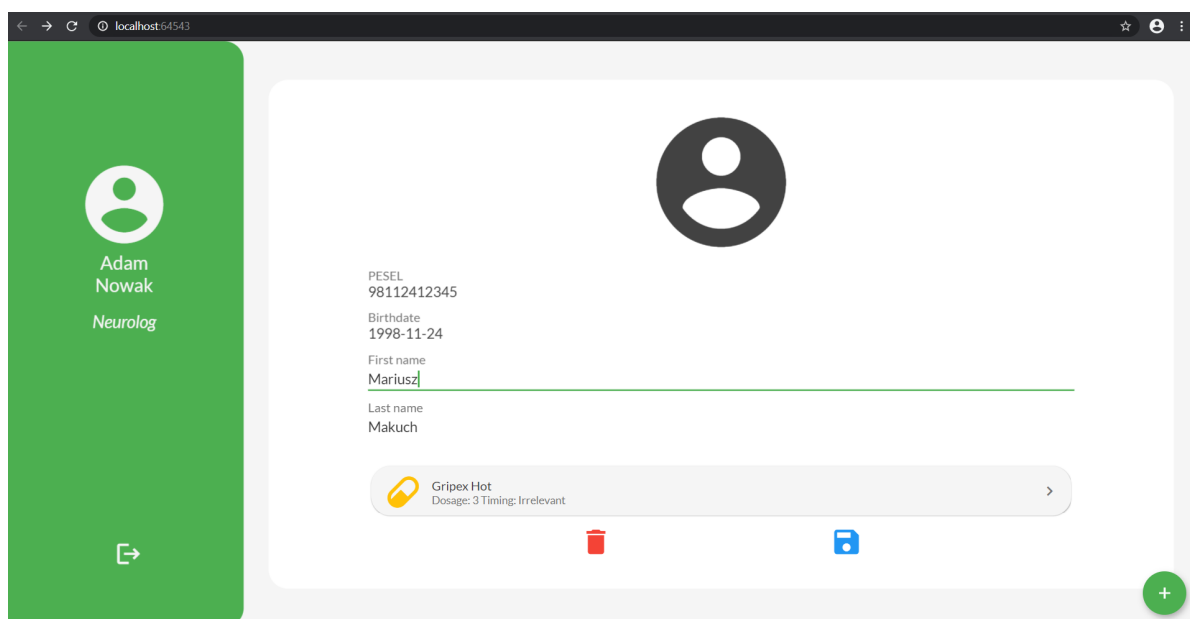 localhost:64543
Adam
Nowak
Neurolog
PESEL
98112412345
Birthdate
1998-11-24
First name
Mariusz
Last name
Makuch
Gripex Hot
Dosage: 3 Timing: Irrelevant